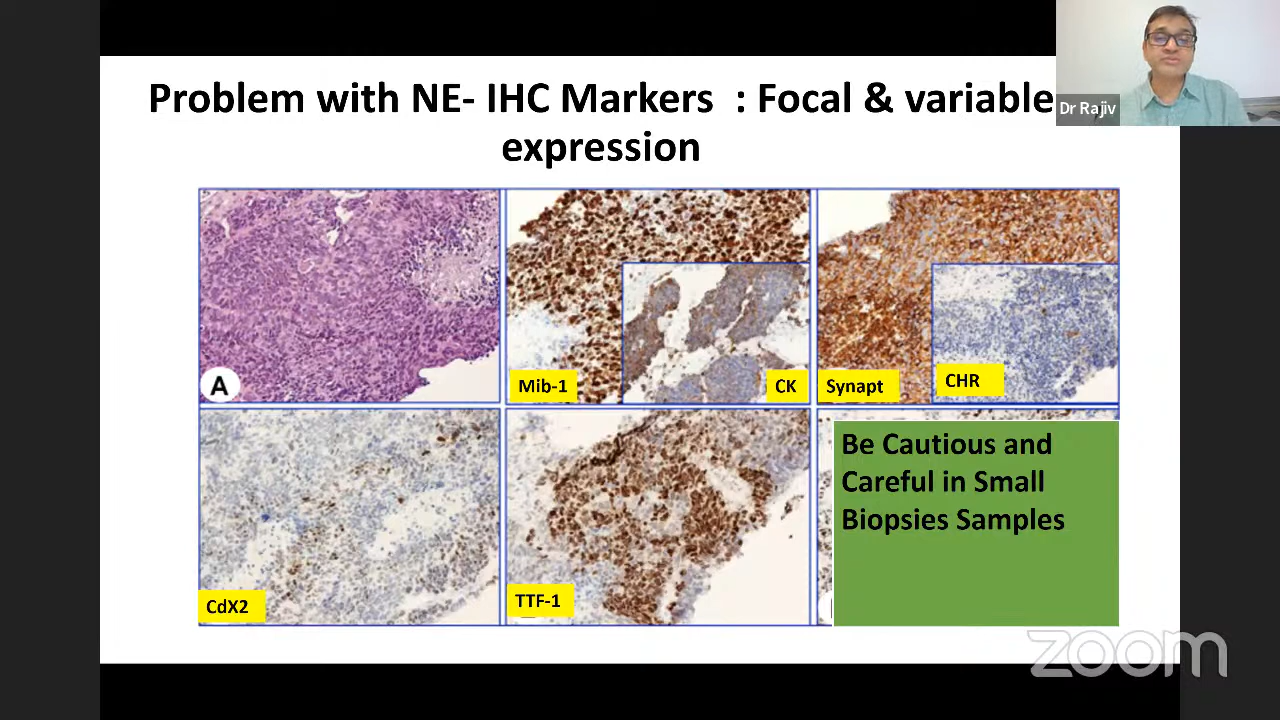 Problem with NE- IHC Markers : Focal & variable
expression
Dr Rajiv
A
Mib-1
CK
Synapt
CHR
CdX2
TTF-1
Be Cautious and
Careful in Small
Biopsies Samples
zoom